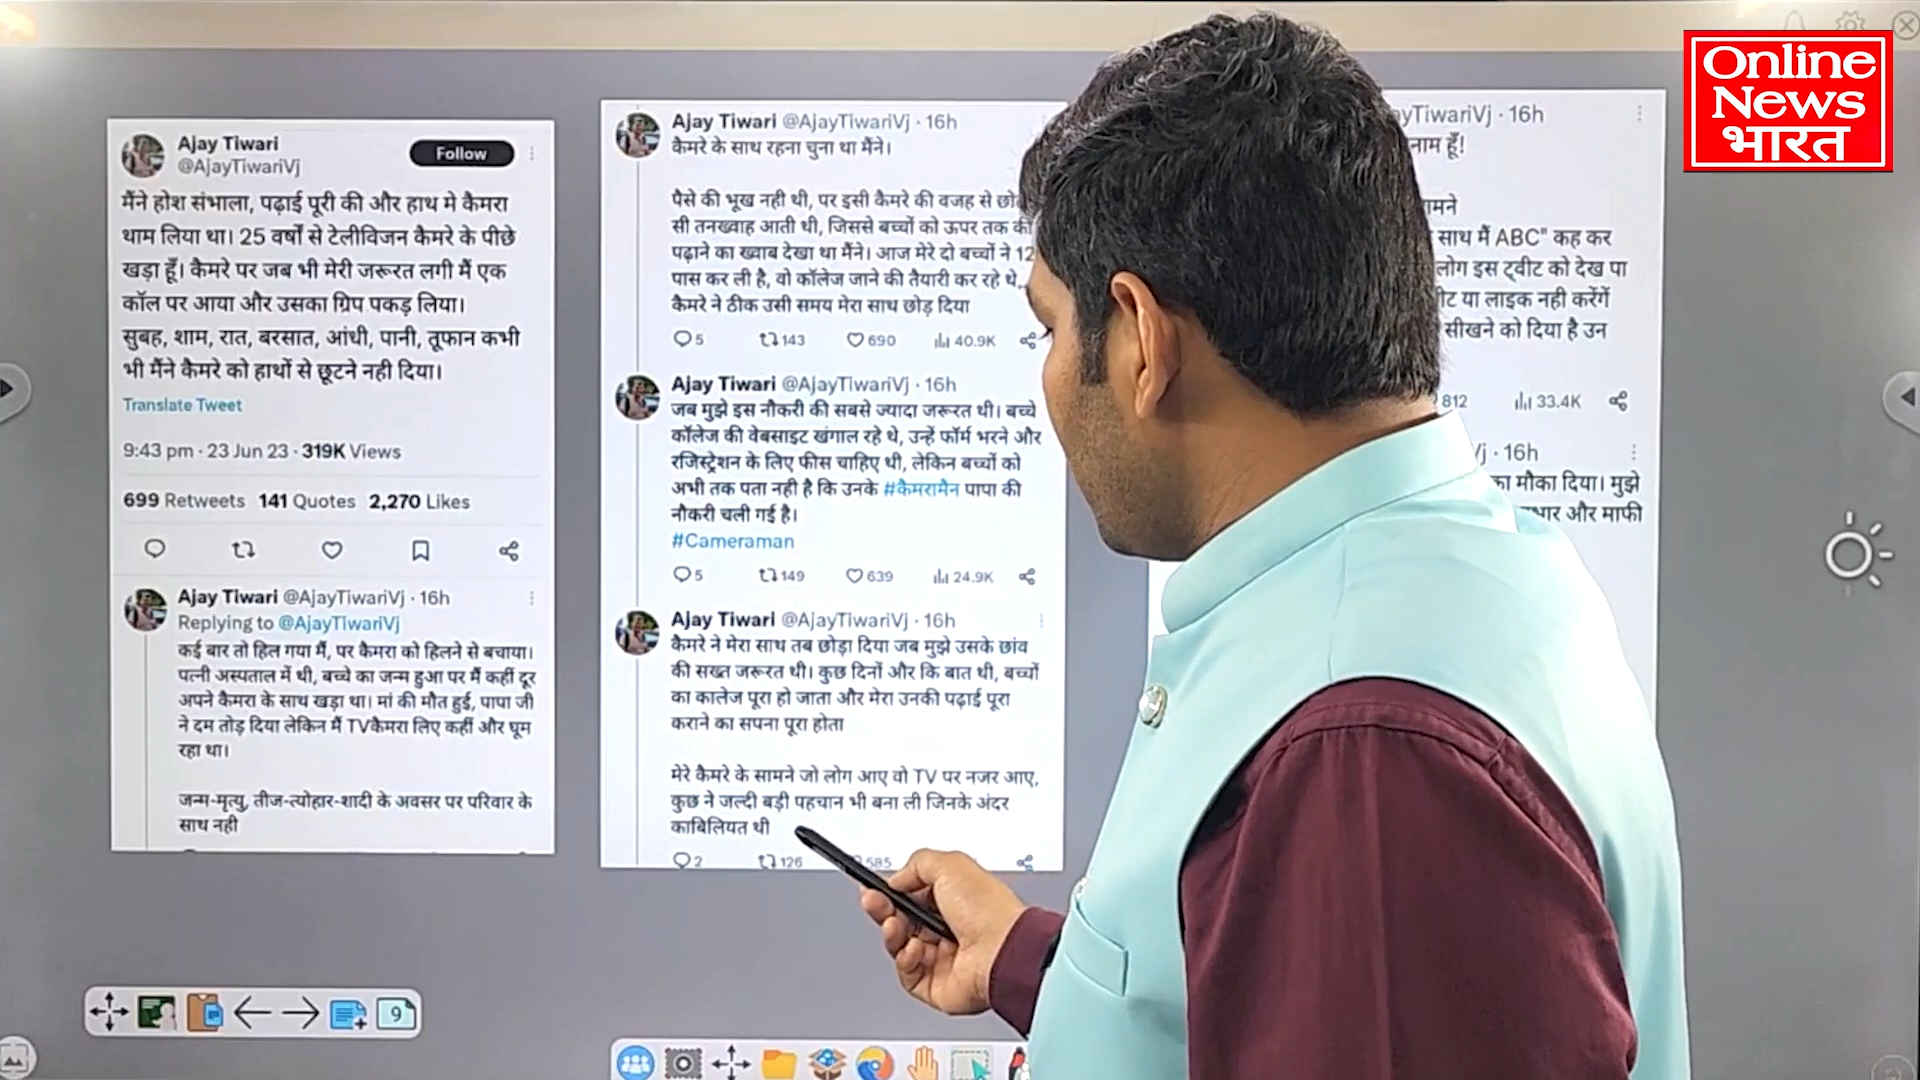 Online
News
भारत
Ajay Tiwari
@AjayTiwariVj
Follow
मैंने होश संभाला, पढ़ाई पूरी की और हाथ मे कैमरा
थाम लिया था। 25 वर्षों से टेलीविजन कैमरे के पीछे
खड़ा हूँ। कैमरे पर जब भी मेरी जरूरत लगी मैं एक
कॉल पर आया और उसका ग्रिप पकड़ लिया।
सुबह, शाम, रात, बरसात, आंधी, पानी, तूफान कभी
भी मैंने कैमरे को हाथों से छूटने नही दिया।
Translate Tweet
9:43 pm · 23 Jun 23 · 319K Views
699 Retweets 141 Quotes 2,270 Likes
Ajay Tiwari @AjayTiwariVj · 16h
Replying to @AjayTiwariVj
कई बार तो हिल गया मैं, पर कैमरा को हिलने से बचाया।
पत्नी अस्पताल में थी, बच्चे का जन्म हुआ पर मैं कहीं दूर
अपने कैमरा के साथ खड़ा था। मां की मौत हुई, पापा जी
ने दम तोड़ दिया लेकिन मैं TVकैमरा लिए कहीं और घूम
रहा था।
जन्म-मृत्यु, तीज-त्योहार-शादी के अवसर पर परिवार के
साथ नही
Ajay Tiwari @AjayTiwariVj · 16h
कैमरे के साथ रहना चुना था मैंने।
पैसे की भूख नही थी, पर इसी कैमरे की वजह से
सी तनख्वाह आती थी, जिससे बच्चों को ऊपर तक की
पढ़ाने का ख्वाब देखा था मैंने। आज मेरे दो बच्चों ने 12
पास कर ली है, वो कॉलेज जाने की तैयारी कर रहे थे,
कैमरे ने ठीक उसी समय मेरा साथ छोड़ दिया
5 143 690 40.9K
Ajay Tiwari @AjayTiwariVj · 16h
जब मुझे इस नौकरी की सबसे ज्यादा जरूरत थी। बच्चे
कॉलेज की वेबसाइट खंगाल रहे थे, उन्हें फॉर्म भरने और
रजिस्ट्रेशन के लिए फीस चाहिए थी, लेकिन बच्चों को
अभी तक पता नही है कि उनके #कैमरामैन पापा की
नौकरी चली गई है।
#Cameraman
5 149 639 24.9K
Ajay Tiwari @AjayTiwariVj · 16h
कैमरे ने मेरा साथ तब छोड़ा दिया जब मुझे उसके छांव
की सख्त जरूरत थी। कुछ दिनों और कि बात थी, बच्चों
का कालेज पूरा हो जाता और मेरा उनकी पढ़ाई पूरा
कराने का सपना पूरा होता
मेरे कैमरे के सामने जो लोग आए वो TV पर नजर आए,
कुछ ने जल्दी बड़ी पहचान भी बना ली जिनके अंदर
काबिलियत थी
2 126 585
yTiwariVj · 16h
नाम हूँ!
साथ मैं ABC" कह कर
लोग इस ट्वीट को देख पा
या लाइक नही करेंगें
सीखने को दिया है उन
812 33.4K
Vj · 16h
का मौका दिया। मुझे
और माफी
9